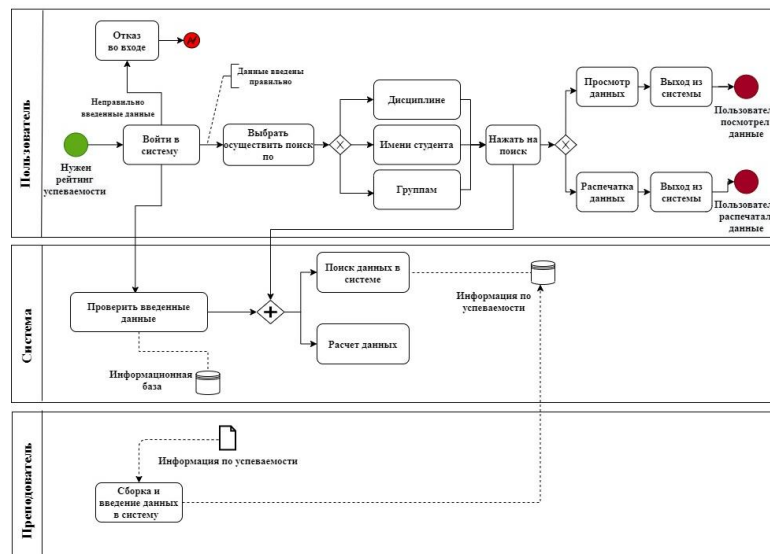 Пользователь
Отказ
во входе
Данные введены
правильно
Неправильно
введенные данные
Нужен
рейтинг
успеваемости
Войти в
систему
Выбрать
осуществить поиск
по
Дисциплине
Имени студента
Группам
Нажать на
поиск
Просмотр
данных
Выход из
системы
Пользователь
посмотрел
данные
Распечатка
данных
Выход из
системы
Пользователь
распечатал
данные
Система
Проверить введенные
данные
Информационная
база
Поиск данных в
системе
Расчет данных
Информация по
успеваемости
Преподователь
Информация по успеваемости
Сборка и
введение данных
в систему